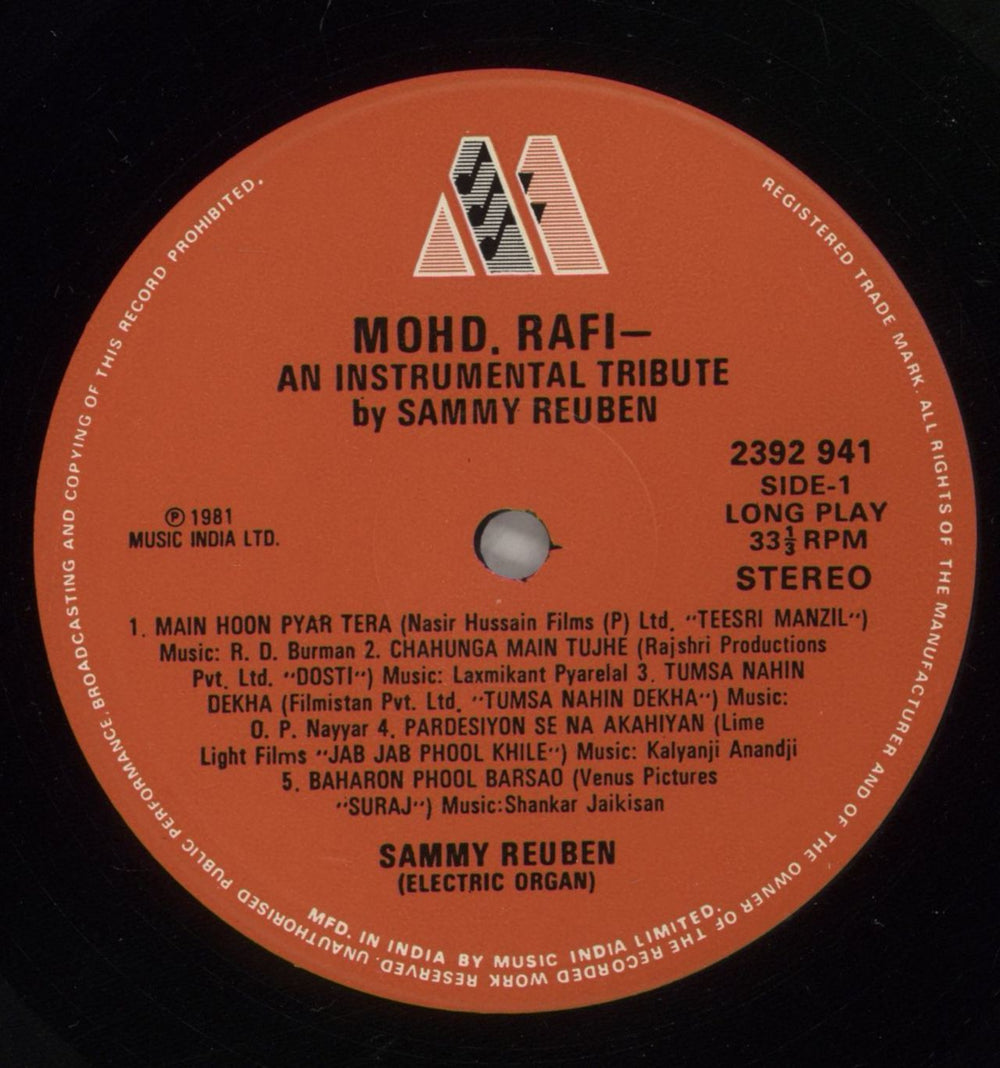 MOHD. RAFI—
AN INSTRUMENTAL TRIBUTE
by SAMMY REUBEN
2392 941
SIDE-1
LONG PLAY
33⅓ RPM
STEREO
℗ 1981
MUSIC INDIA LTD.
1. MAIN HOON PYAR TERA (Nasir Hussain Films (P) Ltd. “TEESRI MANZIL“)
Music: R. D. Burman 2. CHAHUNGA MAIN TUJHE (Rajshri Productions
Pvt. Ltd. “DOSTI“) Music: Laxmikant Pyarelal 3. TUMSA NAHIN
DEKHA (Filmistan Pvt. Ltd. “TUMSA NAHIN DEKHA“) Music:
O. P. Nayyar 4. PARDESIYON SE NA AKAHIYAN (Lime
Light Films “JAB JAB PHOOL KHILE“) Music: Kalyanji Anandji
5. BAHARON PHOOL BARSAO (Venus Pictures
“SURAJ“) Music:Shankar Jaikisan
SAMMY REUBEN
(ELECTRIC ORGAN)
MFD. IN INDIA BY MUSIC INDIA LIMITED.
REGISTERED TRADE MARK. ALL RIGHTS OF THE MANUFACTURER AND OF THE OWNER OF THE RECORDED WORK RESERVED. UNAUTHORISED PUBLIC PERFORMANCE. BROADCASTING AND COPYING OF THIS RECORD PROHIBITED.